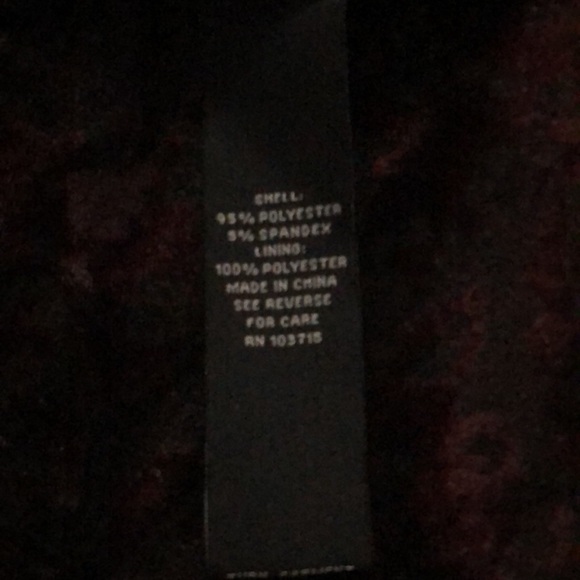 SHELL:
95% POLYESTER
5% SPANDEX
LINING:
100% POLYESTER
MADE IN CHINA
SEE REVERSE
FOR CARE
RN 103715